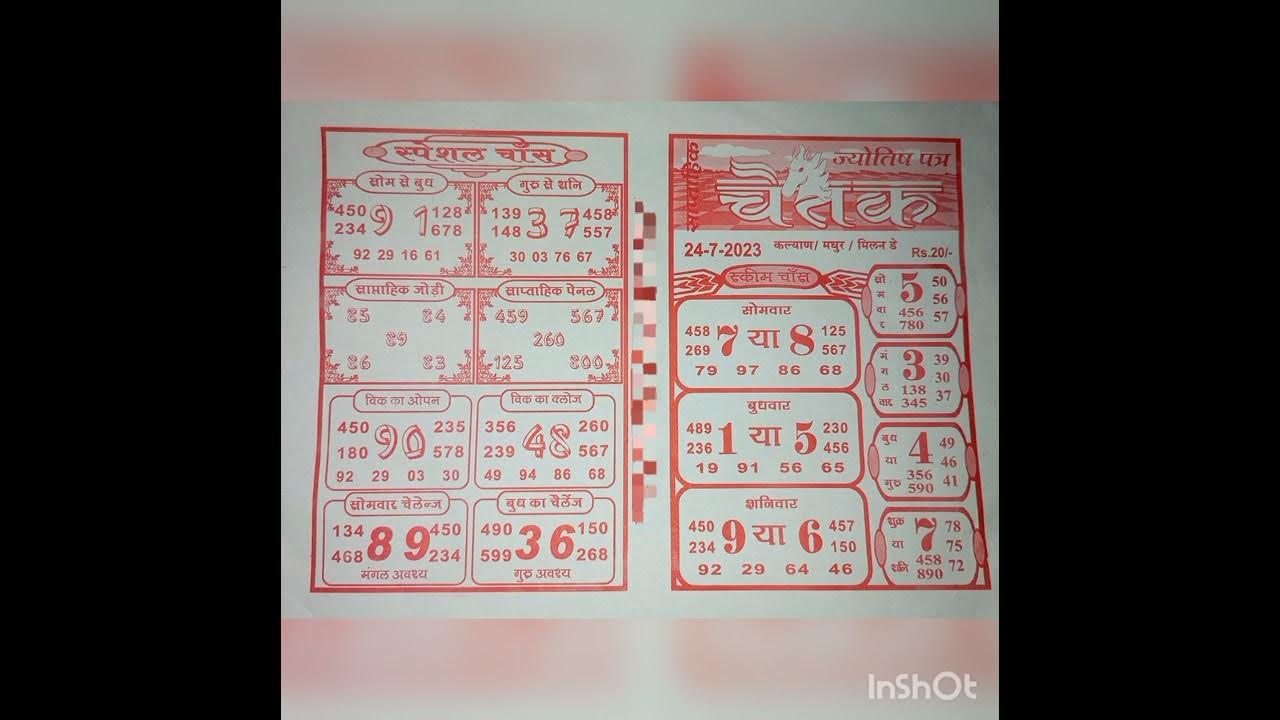 स्पेशल चाँस
सोम से बुध
450 9 1 128
234 678
92 29 16 61
गुरु से शनि
139 3 7 458
148 557
30 03 76 67
साप्ताहिक जोड़ी
85 84
89
86 83
साप्ताहिक पेनल
459 567
260
125 800
विक का ओपन
450 90 235
180 578
92 29 03 30
विक का क्लोज
356 48 260
239 567
49 94 86 68
सोमवार चेलेन्ज
134 8 9 450
468 234
मंगल अवश्य
बुध का चैलेंज
490 3 6 150
599 268
गुरु अवश्य
साप्ताहिक
ज्योतिष पत्र
चेतक
24-7-2023 कल्याण/ मधुर / मिलन डे Rs.20/-
स्कीम चाँस
सोमवार
458 7 या 8 125
269 567
79 97 86 68
बुधवार
489 1 या 5 230
236 456
19 91 56 65
शनिवार
450 9 या 6 457
234 150
92 29 64 46
सोमवार 5 50
56
456 57
780
मंगलवार 3 39
30
138 37
345
बुध 4 49
या 46
गुरु 356 41
590
शुक्र 7 78
या 75
शनि 458 72
890
InShOt